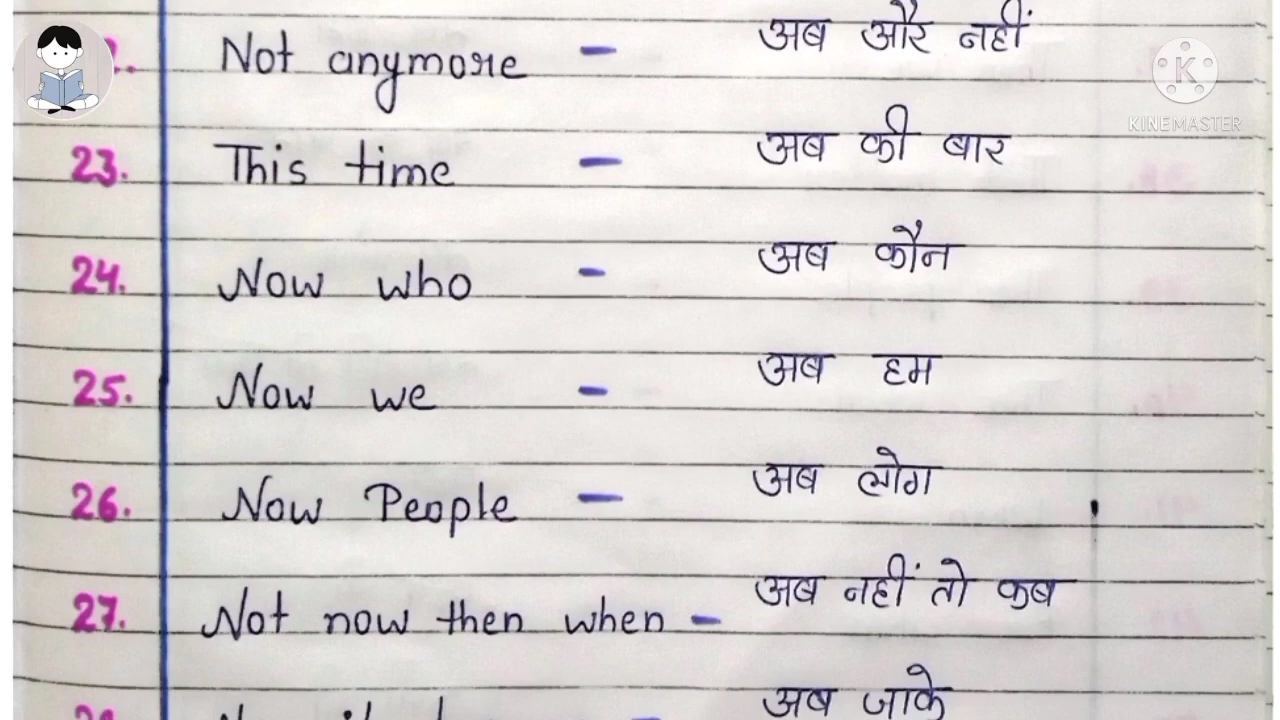 Not anymore - अब और नहीं
KINEMASTER
23. This time - अब की बार
24. Now who - अब कौन
25. Now we - अब हम
26. Now People - अब लोग
27. Not now then when - अब नहीं तो कब
अब जाके